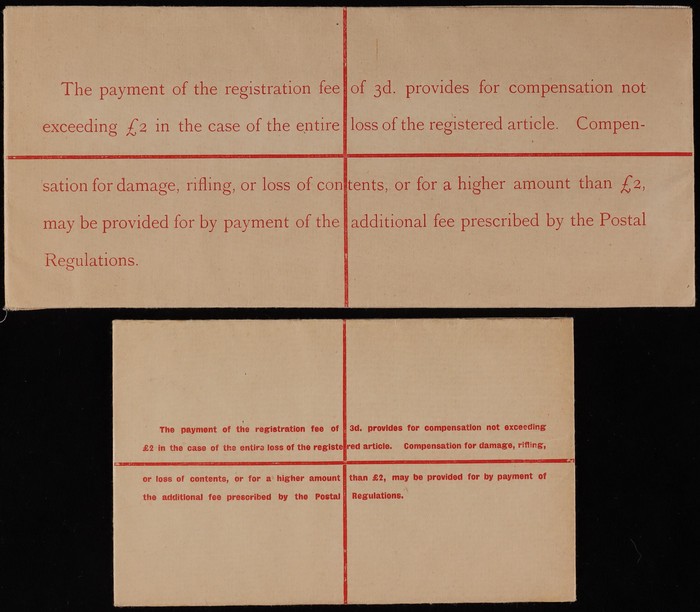 The payment of the registration fee of 3d. provides for compensation not
exceeding £2 in the case of the entire loss of the registered article. Compen-
sation for damage, rifling, or loss of contents, or for a higher amount than £2,
may be provided for by payment of the additional fee prescribed by the Postal
Regulations.
The payment of the registration fee of 3d. provides for compensation not exceeding
£2 in the case of the entire loss of the registered article. Compensation for damage, rifling,
or loss of contents, or for a higher amount than £2, may be provided for by payment of
the additional fee prescribed by the Postal Regulations.